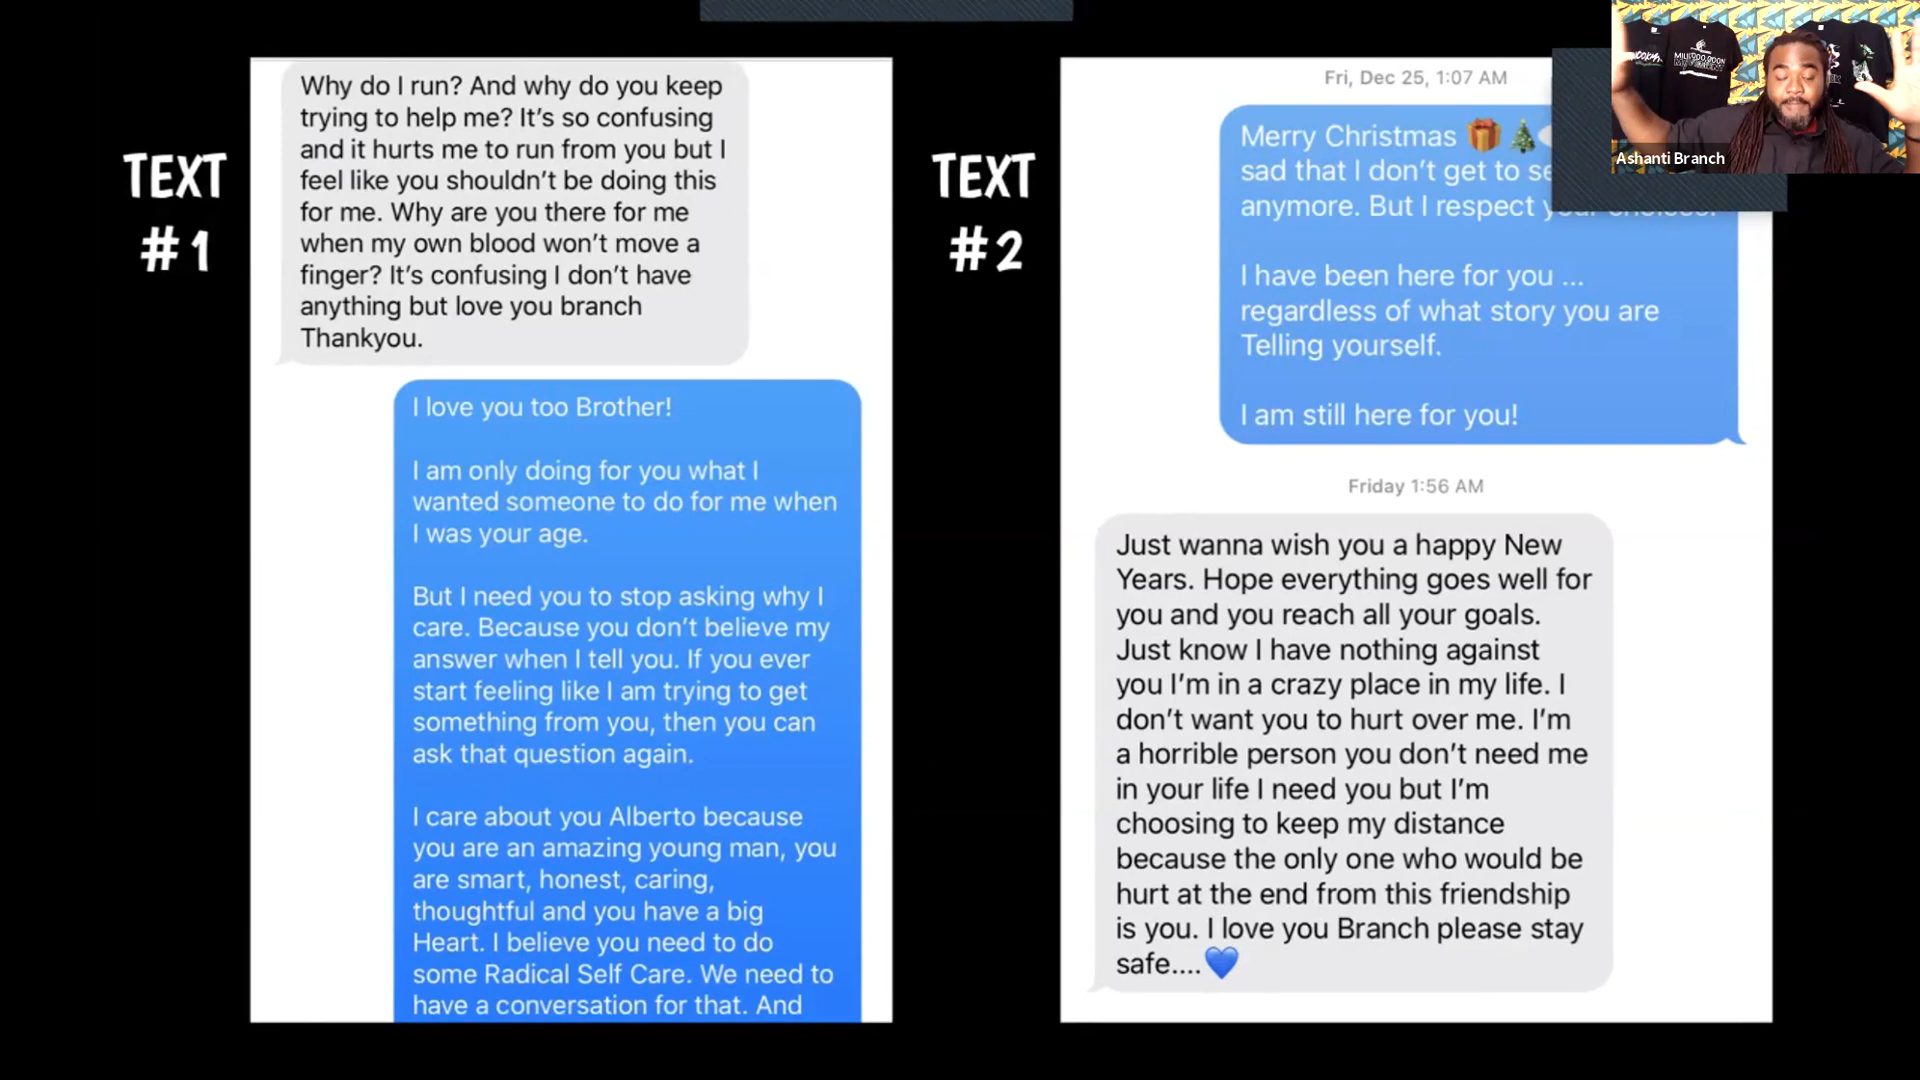 TEXT
#1
Why do I run? And why do you keep
trying to help me? It's so confusing
and it hurts me to run from you but I
feel like you shouldn't be doing this
for me. Why are you there for me
when my own blood won't move a
finger? It's confusing I don't have
anything but love you branch
Thankyou.
I love you too Brother!
I am only doing for you what I
wanted someone to do for me when
I was your age.
But I need you to stop asking why I
care. Because you don't believe my
answer when I tell you. If you ever
start feeling like I am trying to get
something from you, then you can
ask that question again.
I care about you Alberto because
you are an amazing young man, you
are smart, honest, caring,
thoughtful and you have a big
Heart. I believe you need to do
some Radical Self Care. We need to
have a conversation for that. And
TEXT
#2
Fri, Dec 25, 1:07 AM
Merry Christmas 🎁🎄
sad that I don't get to
anymore. But I respect your choices.
I have been here for you ...
regardless of what story you are
Telling yourself.
I am still here for you!
Friday 1:56 AM
Just wanna wish you a happy New
Years. Hope everything goes well for
you and you reach all your goals.
Just know I have nothing against
you I'm in a crazy place in my life. I
don't want you to hurt over me. I'm
a horrible person you don't need me
in your life I need you but I'm
choosing to keep my distance
because the only one who would be
hurt at the end from this friendship
is you. I love you Branch please stay
safe....💙
Ashanti Branch